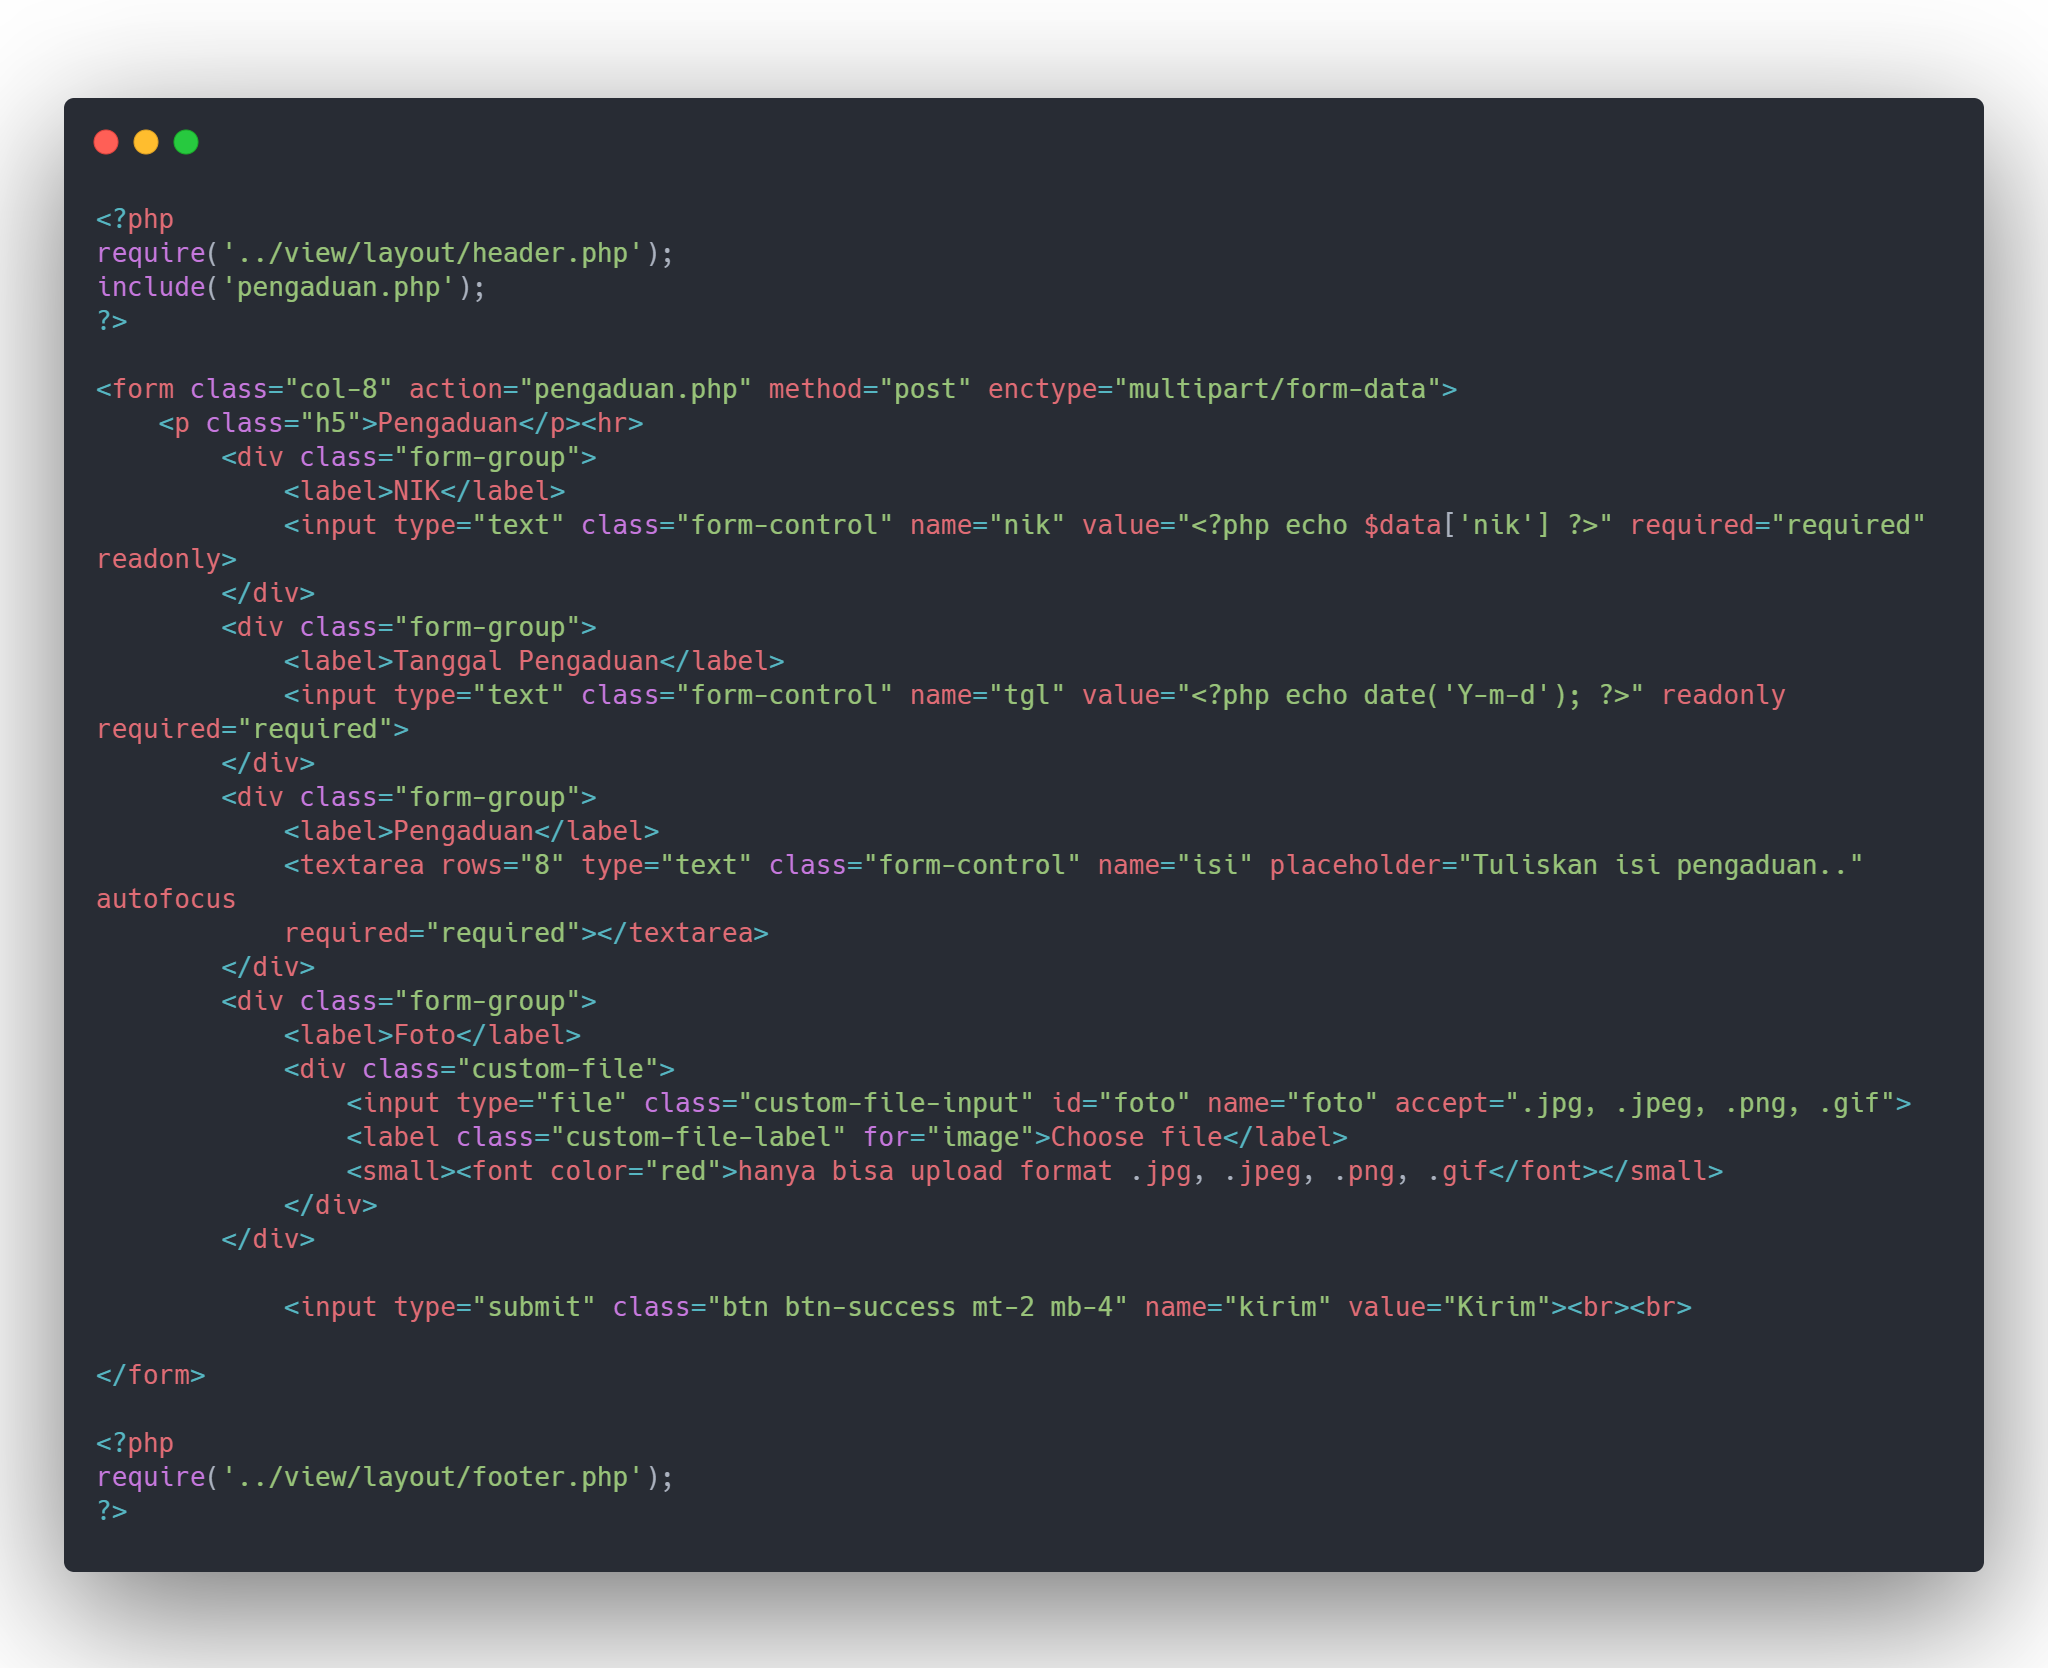 <?php
require('../view/layout/header.php');
include('pengaduan.php');
?>

<form class="col-8" action="pengaduan.php" method="post" enctype="multipart/form-data">
    <p class="h5">Pengaduan</p><hr>
        <div class="form-group">
            <label>NIK</label>
            <input type="text" class="form-control" name="nik" value="<?php echo $data['nik'] ?>" required="required"
readonly>
        </div>
        <div class="form-group">
            <label>Tanggal Pengaduan</label>
            <input type="text" class="form-control" name="tgl" value="<?php echo date('Y-m-d'); ?>" readonly
required="required">
        </div>
        <div class="form-group">
            <label>Pengaduan</label>
            <textarea rows="8" type="text" class="form-control" name="isi" placeholder="Tuliskan isi pengaduan.."
autofocus
            required="required"></textarea>
        </div>
        <div class="form-group">
            <label>Foto</label>
            <div class="custom-file">
                <input type="file" class="custom-file-input" id="foto" name="foto" accept=".jpg, .jpeg, .png, .gif">
                <label class="custom-file-label" for="image">Choose file</label>
                <small><font color="red">hanya bisa upload format .jpg, .jpeg, .png, .gif</font></small>
            </div>
        </div>

            <input type="submit" class="btn btn-success mt-2 mb-4" name="kirim" value="Kirim"><br><br>

</form>

<?php
require('../view/layout/footer.php');
?>